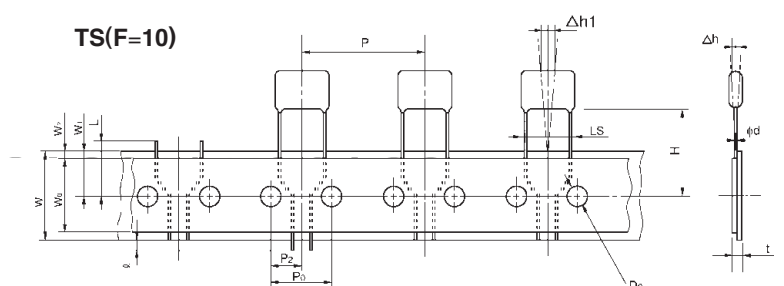 TS(F=10)
P
Δh1
Δh
W₂
W₁
L
LS
H
φd
W
W₀
P₂
P₀
D₀
t